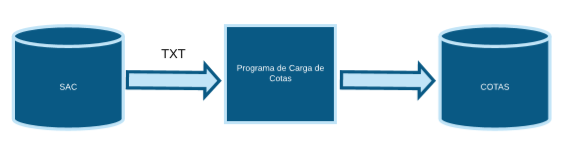 TXT
SAC
Programa de Carga de
Cotas
COTAS